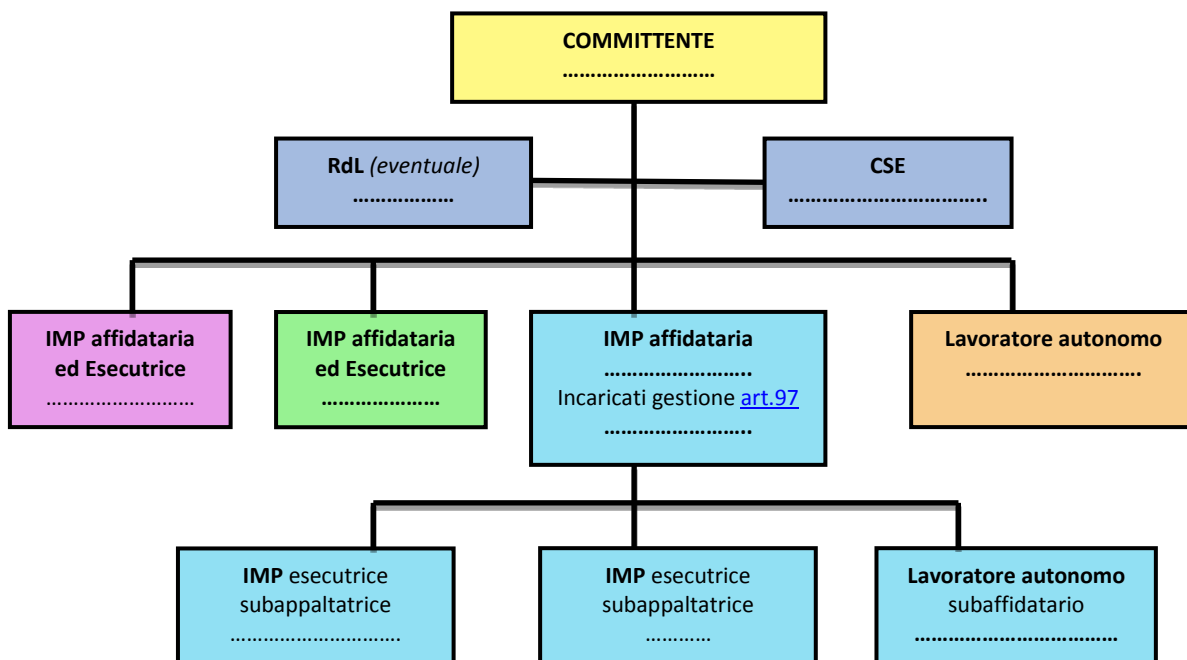 COMMITTENTE
………………………
RdL (eventuale)
………………
CSE
……………………………..
IMP affidataria
ed Esecutrice
………………………
IMP affidataria
ed Esecutrice
…………………
IMP affidataria
……………………..
Incaricati gestione art.97
……………………..
Lavoratore autonomo
………………………….
IMP esecutrice
subappaltatrice
………………………….
IMP esecutrice
subappaltatrice
…………
Lavoratore autonomo
subaffidatario
………………………………